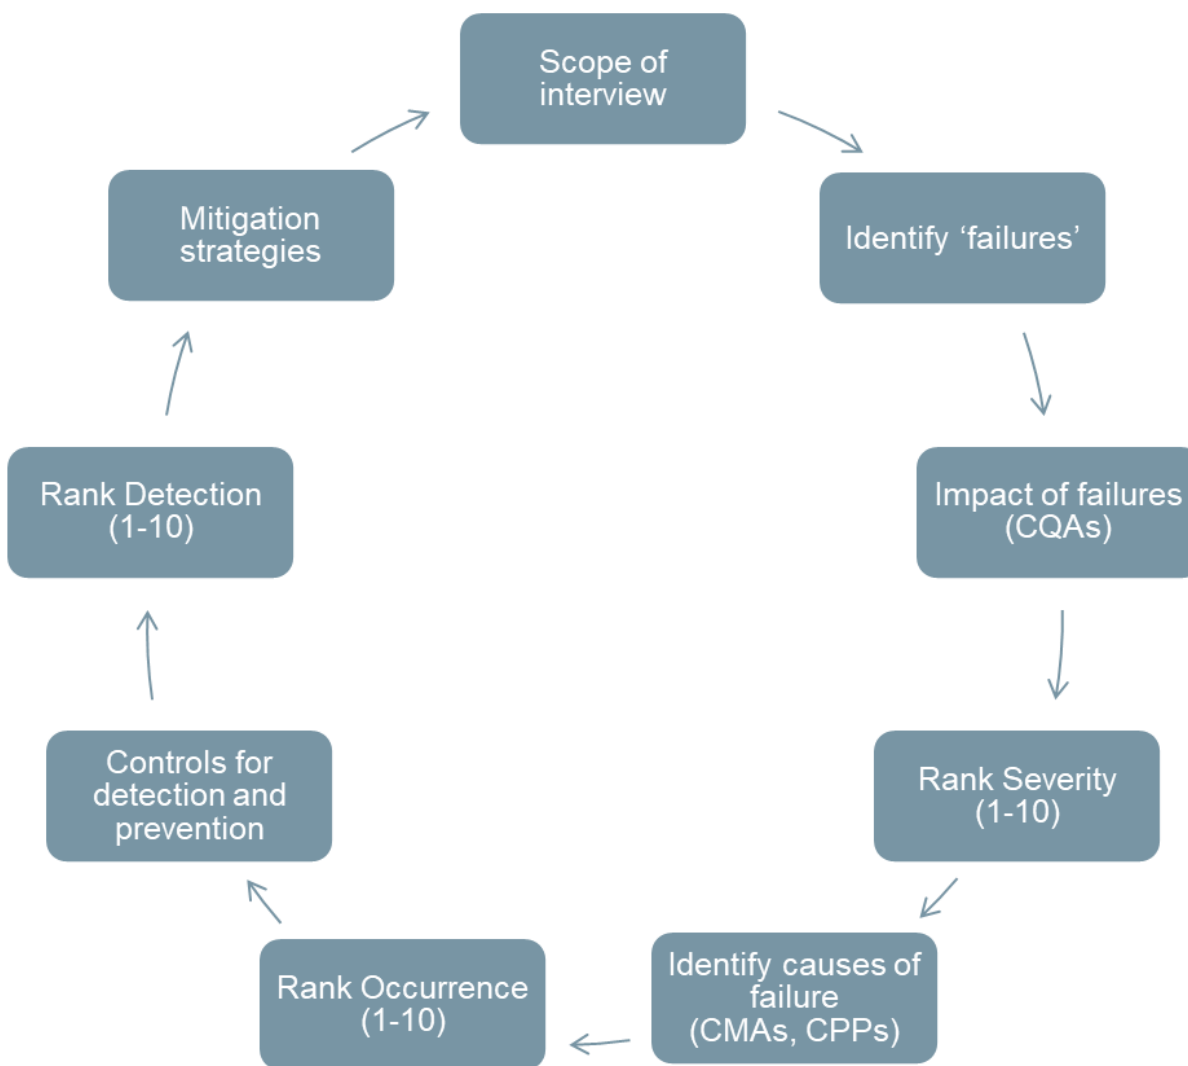 Scope of
interview
Identify ‘failures’
Impact of failures
(CQAs)
Rank Severity
(1-10)
Identify causes of
failure
(CMAs, CPPs)
Rank Occurrence
(1-10)
Controls for
detection and
prevention
Rank Detection
(1-10)
Mitigation
strategies